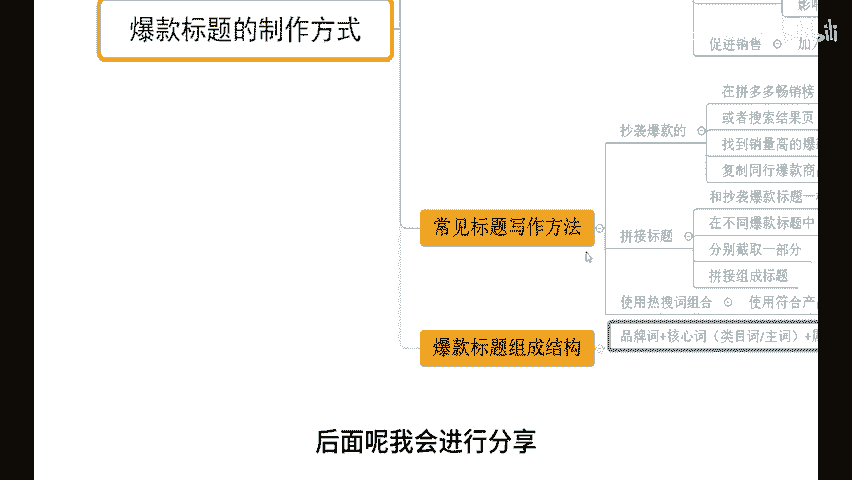 爆款标题的制作方式
促进销售
在拼多多畅销榜
或者搜索结果页
抄袭爆款的
找到销量高的爆
复制同行爆款商
和抄袭爆款标题一
常见标题写作方法
在不同爆款标题中
拼接标题
分别截取一部分
拼接组成标题
使用热搜词组合
使用符合产
品牌词+核心词（类目词/主词）+
爆款标题组成结构
后面呢我会进行分享